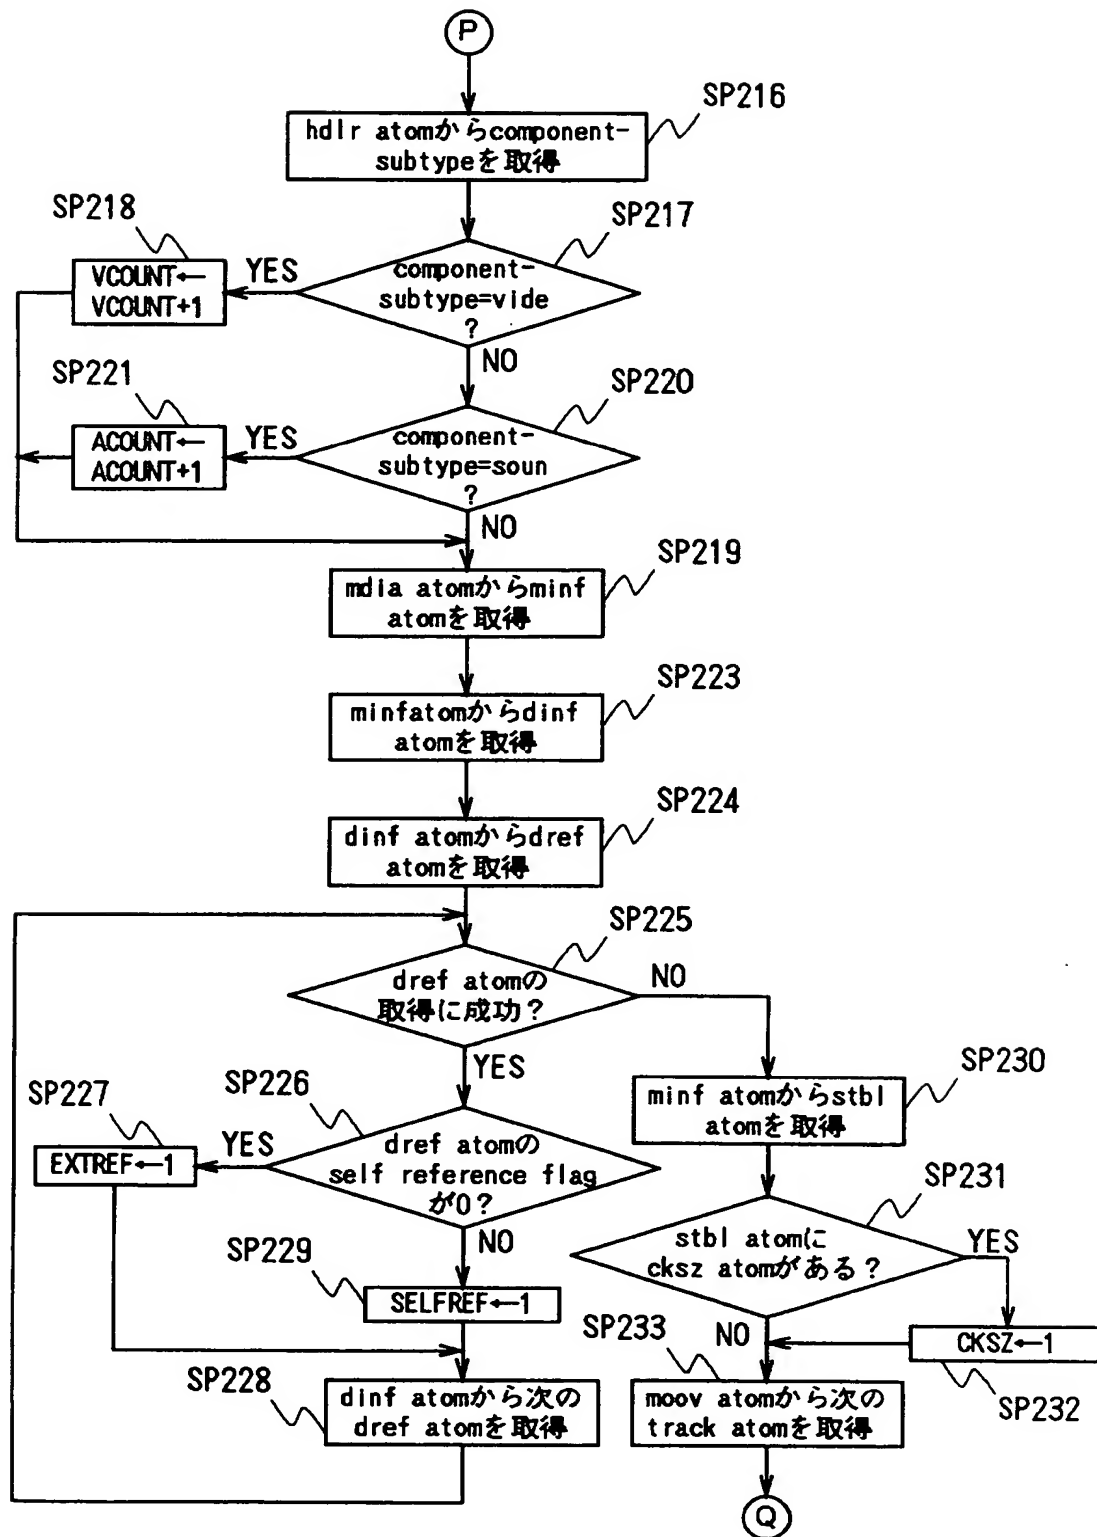 P
SP216
hdlr atomからcomponent-
subtypeを取得
SP218
SP217
VCOUNT←
VCOUNT+1
YES
component-
subtype=vide
?
NO
SP221
SP220
ACOUNT←
ACOUNT+1
YES
component-
subtype=soun
?
NO
SP219
mdia atomからminf
atomを取得
SP223
minfatomからdinf
atomを取得
SP224
dinf atomからdref
atomを取得
SP225
dref atomの
取得に成功?
NO
YES
SP230
minf atomからstbl
atomを取得
SP226
SP227
EXTREF←1
YES
dref atomの
self reference flag
が0?
NO
SP231
stbl atomに
cksz atomがある?
YES
SP229
SELFREF←1
NO
CKSZ←1
SP232
SP228
dinf atomから次の
dref atomを取得
SP233
moov atomから次の
track atomを取得
Q